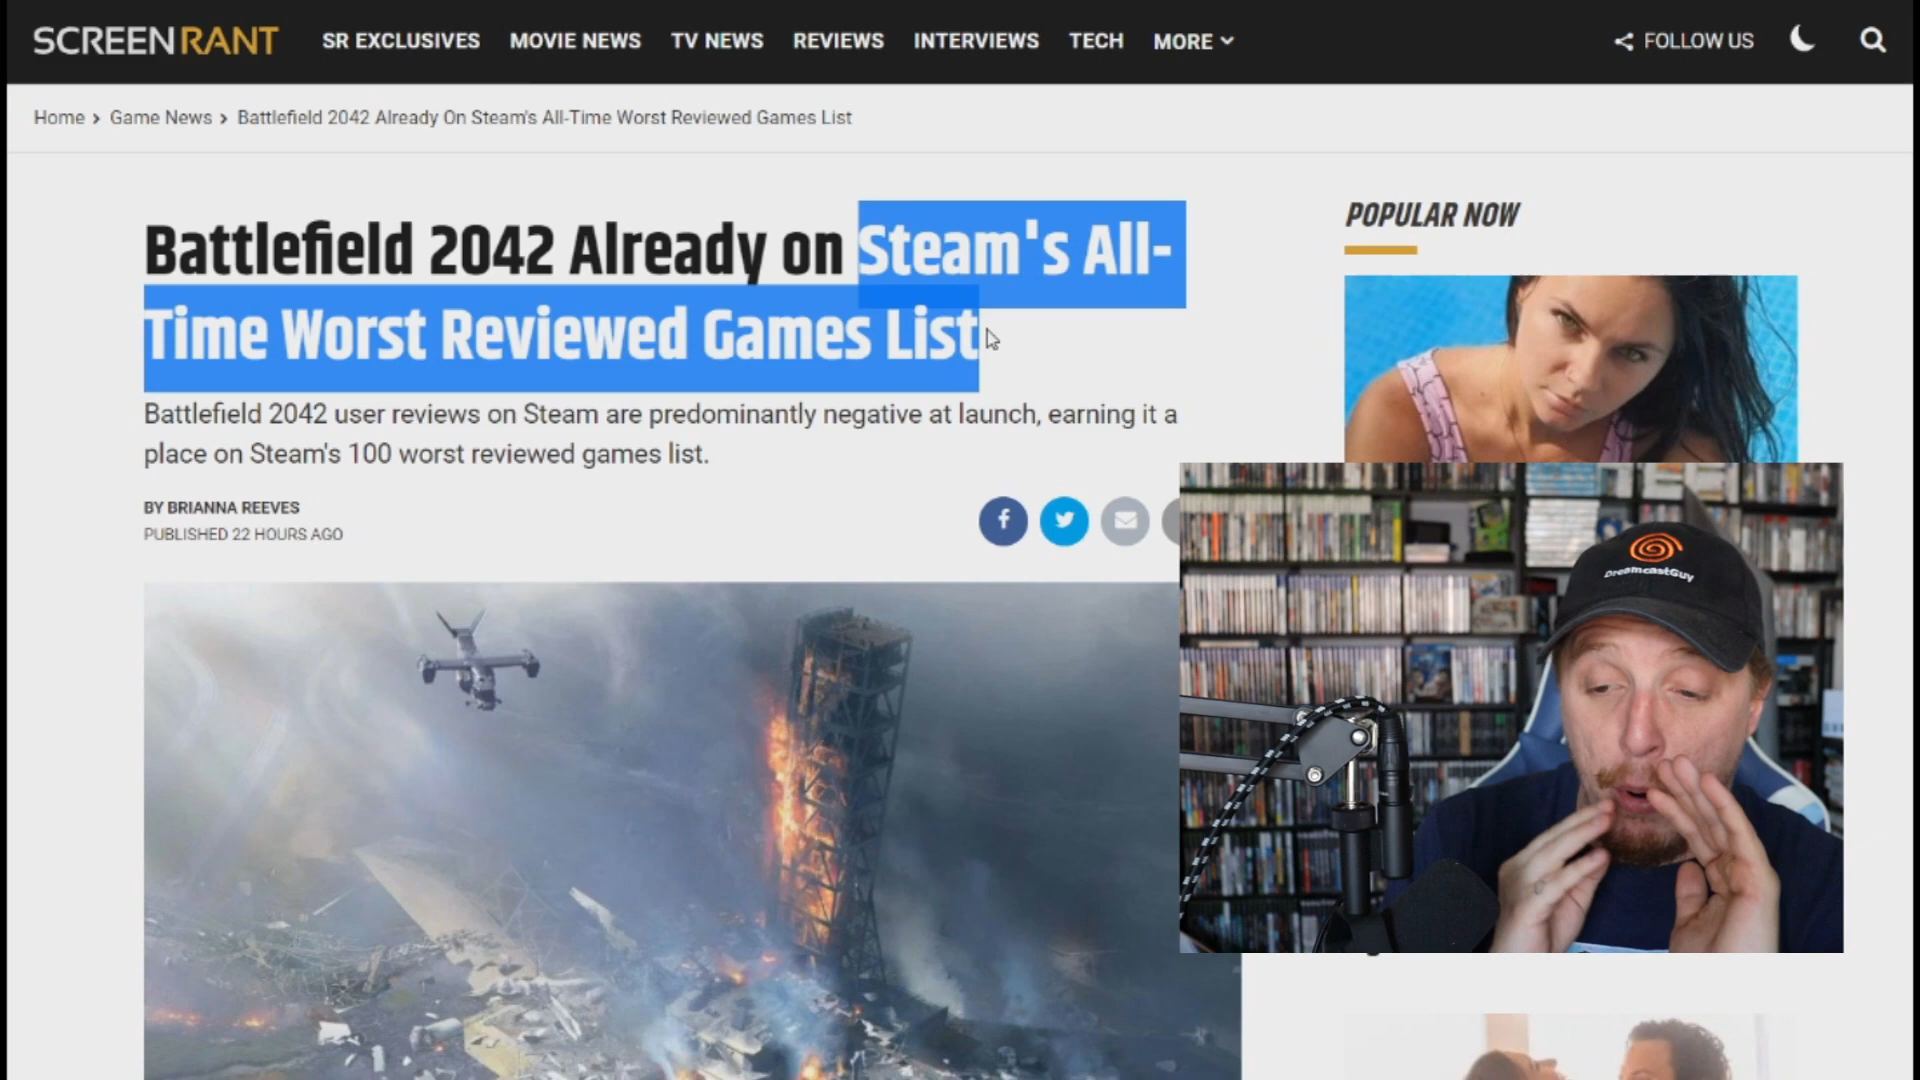 SCREENRANT SR EXCLUSIVES MOVIE NEWS TV NEWS REVIEWS INTERVIEWS TECH MORE FOLLOW US
Home > Game News > Battlefield 2042 Already On Steam's All-Time Worst Reviewed Games List
Battlefield 2042 Already on Steam's All-
Time Worst Reviewed Games List
Battlefield 2042 user reviews on Steam are predominantly negative at launch, earning it a
place on Steam's 100 worst reviewed games list.
BY BRIANNA REEVES
PUBLISHED 22 HOURS AGO
POPULAR NOW
DreamcastGuy